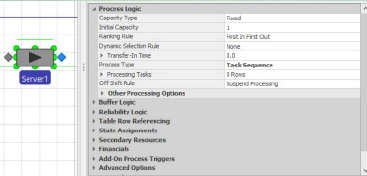 Process Logic
Capacity Type Fixed
Initial Capacity 1
Ranking Rule First In First Out
Dynamic Selection Rule None
Transfer-In Time 0.0
Process Type Task Sequence
Processing Tasks 0 Rows
Off Shift Rule Suspend Processing
Other Processing Options
Buffer Logic
Reliability Logic
Table Row Referencing
State Assignments
Secondary Resources
Financials
Add-On Process Triggers
Advanced Options
Server1